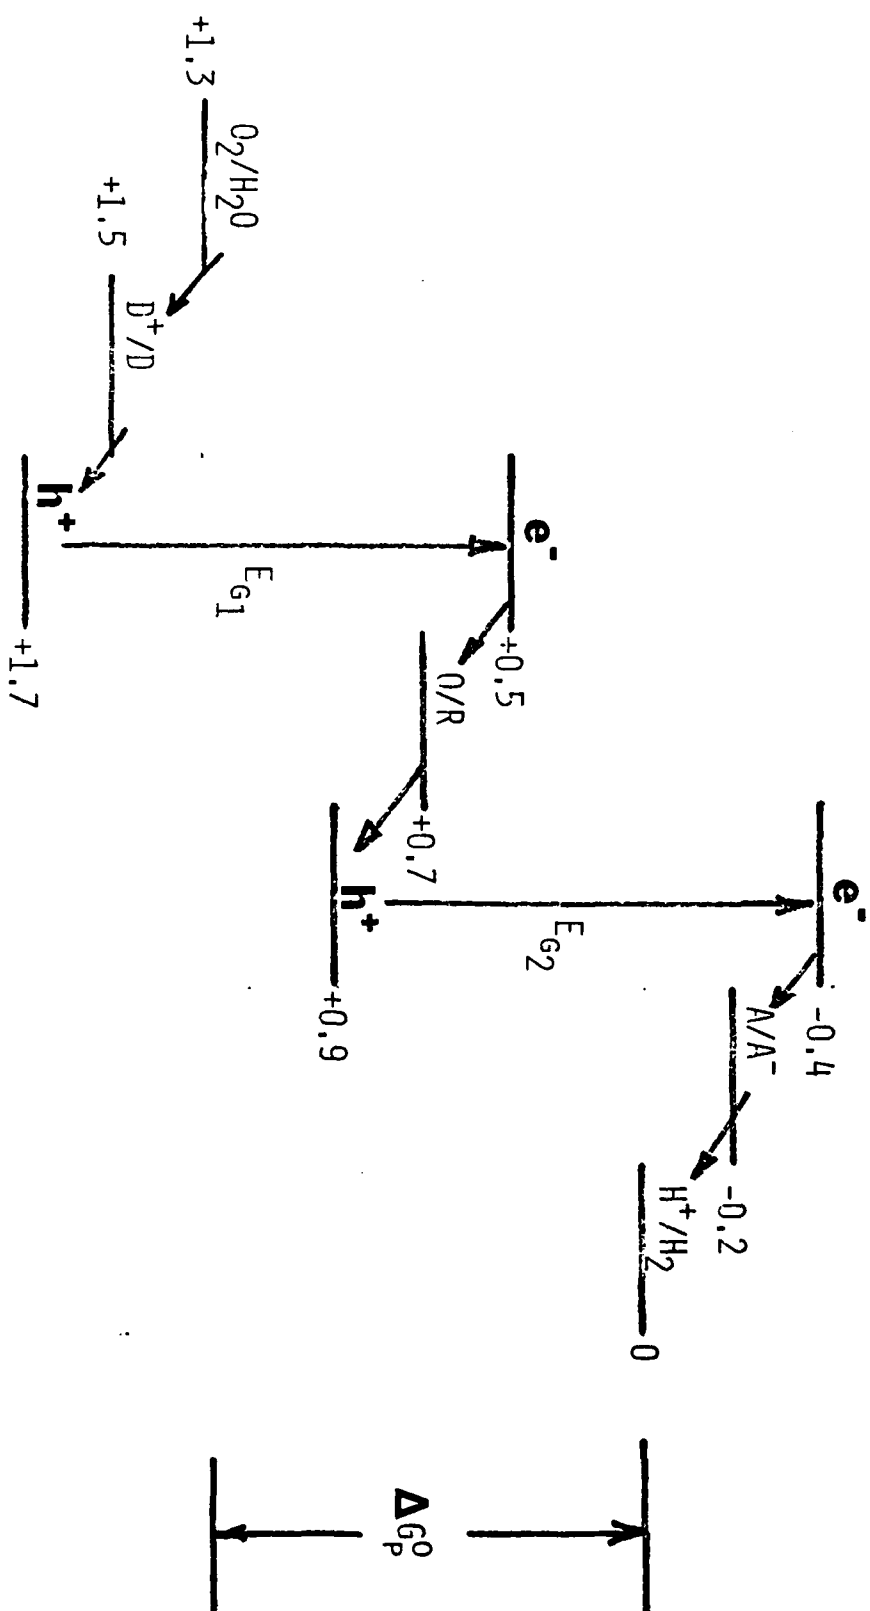 +1.3
O2/H2O
+1.5
D+/D
h+
+1.7
EG1
e-
+0.5
O/R
+0.7
h+
+0.9
EG2
e-
-0.4
A/A-
-0.2
H+/H2
0
ΔG°p